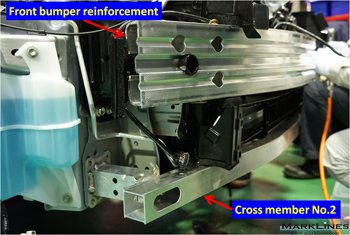 Front bumper reinforcement
Cross member No.2
MARKLINES